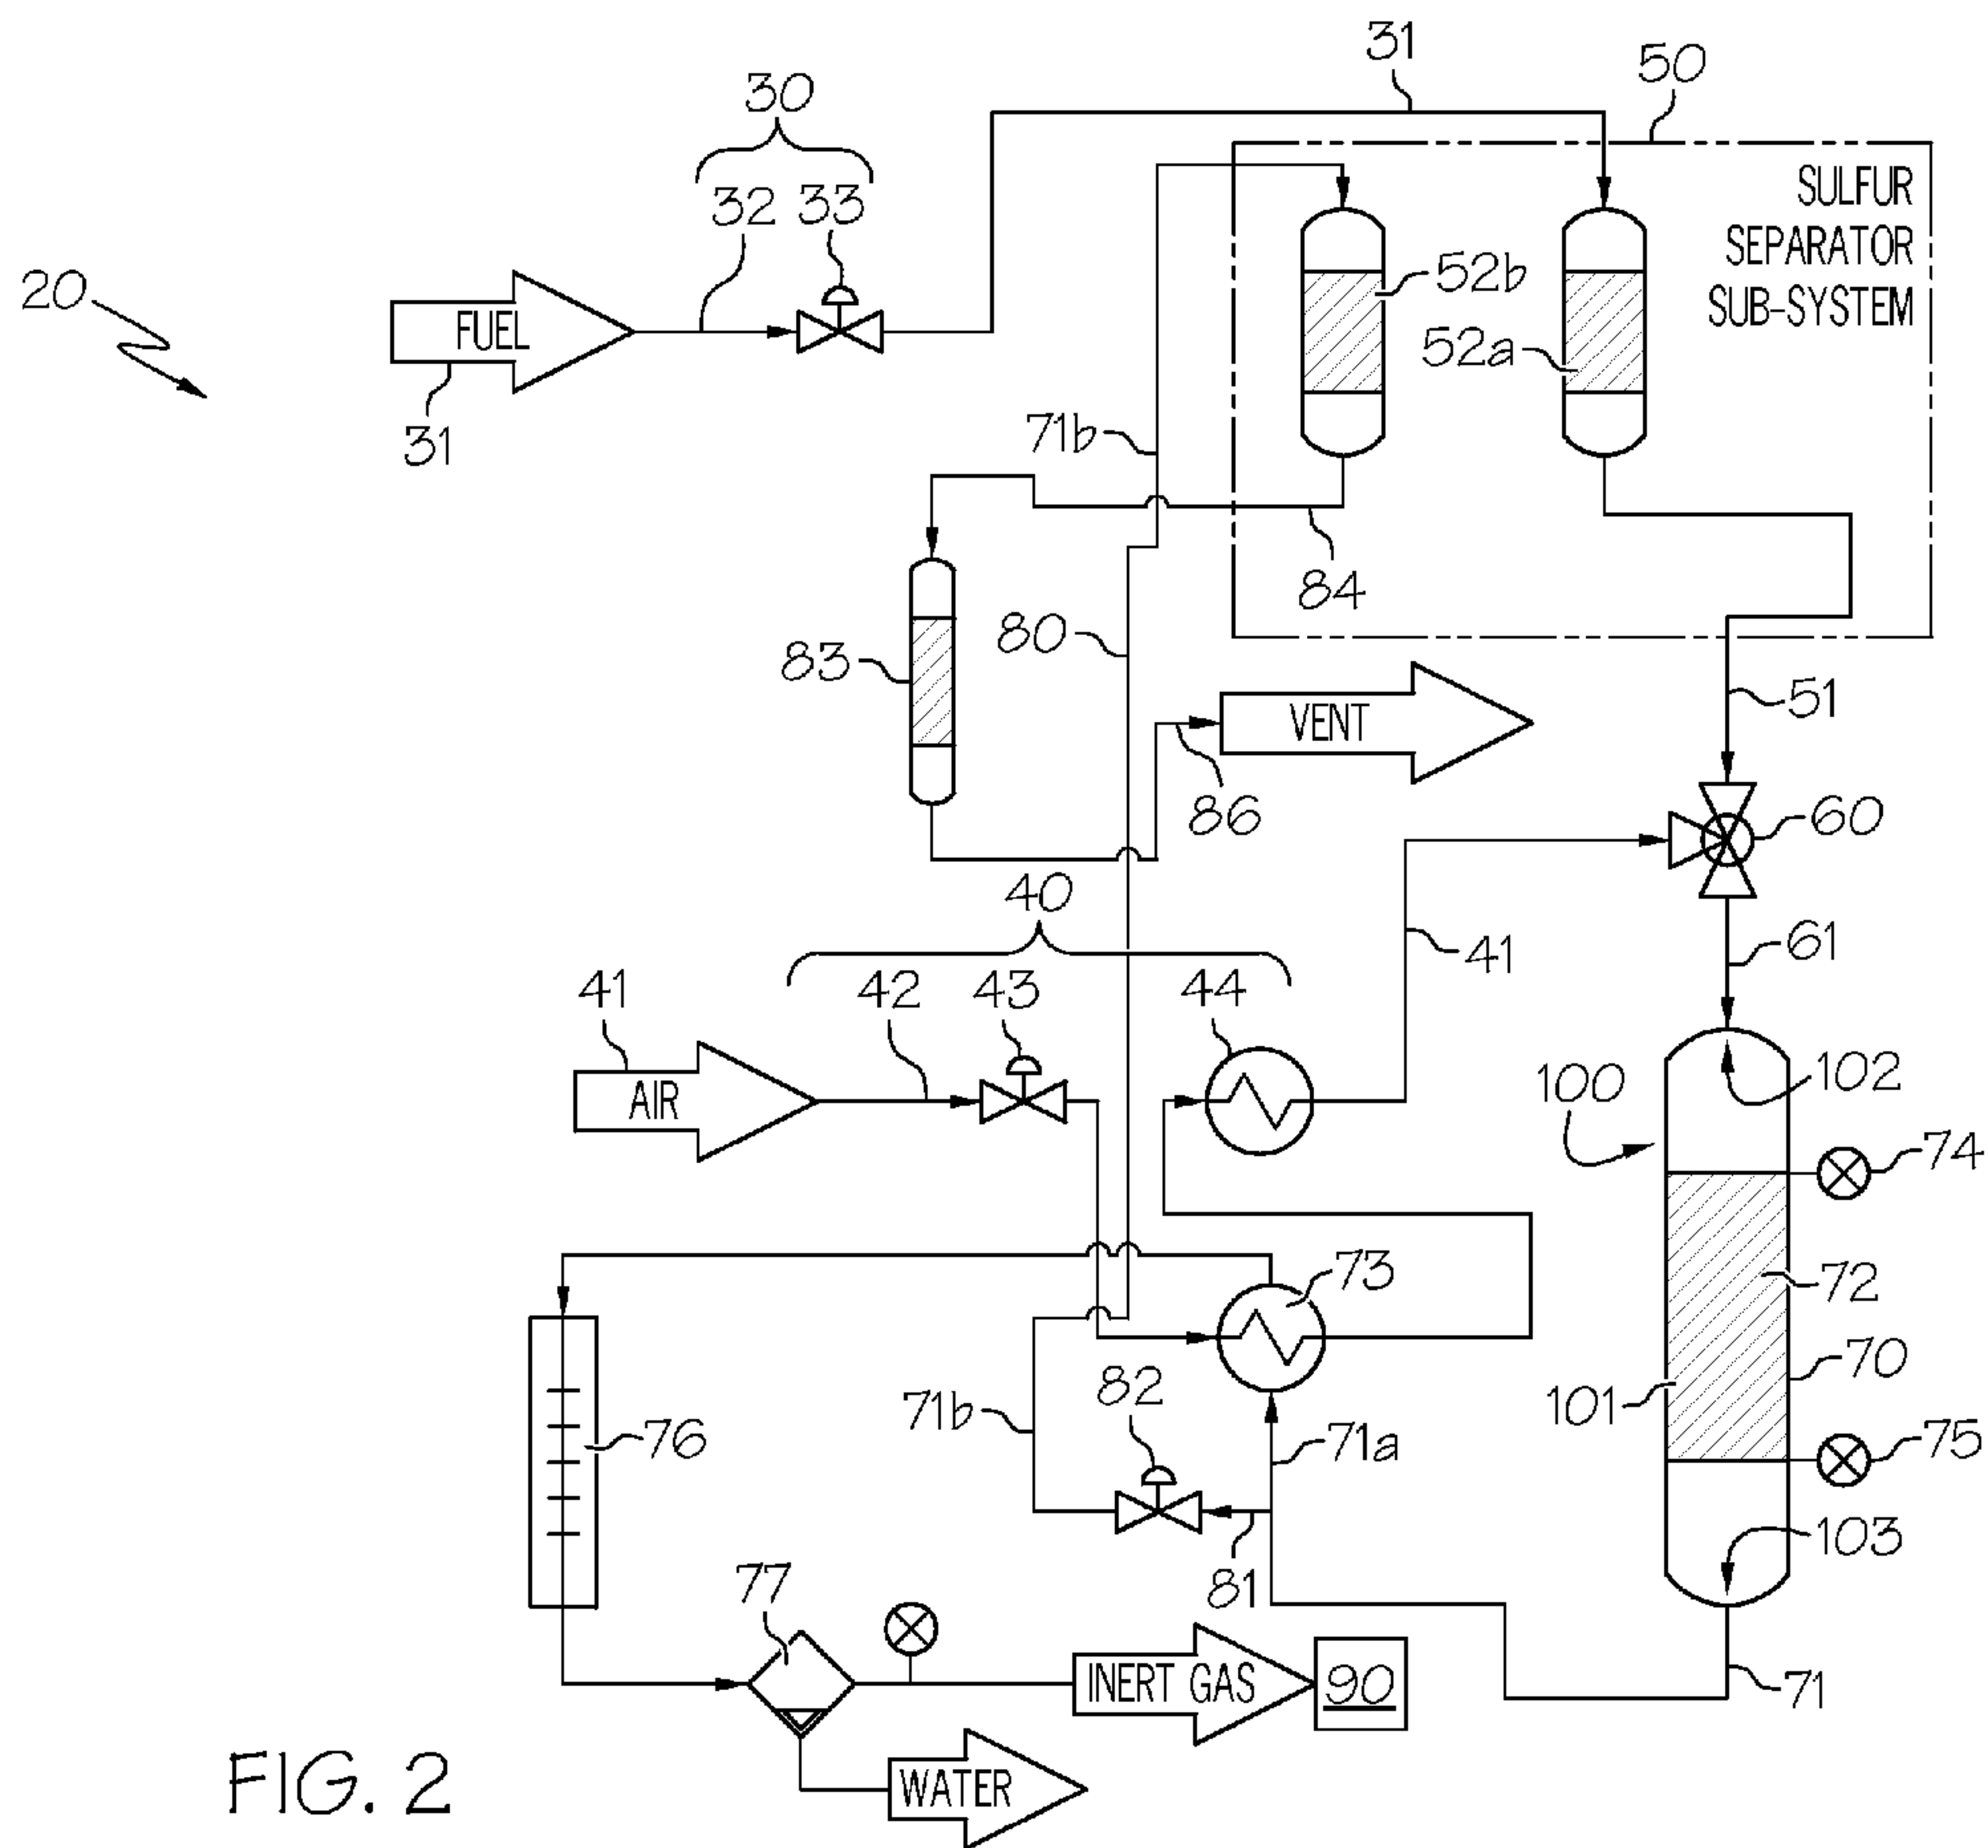 31
50
30
32 33
SULFUR
SEPARATOR
SUB-SYSTEM
20
FUEL
52b
52a
31
71b
84
80
83
51
VENT
86
60
40
41
61
41
42
43
44
AIR
100
102
74
73
72
70
101
71b
82
76
71a
75
103
81
77
INERT GAS
90
71
WATER
FIG. 2